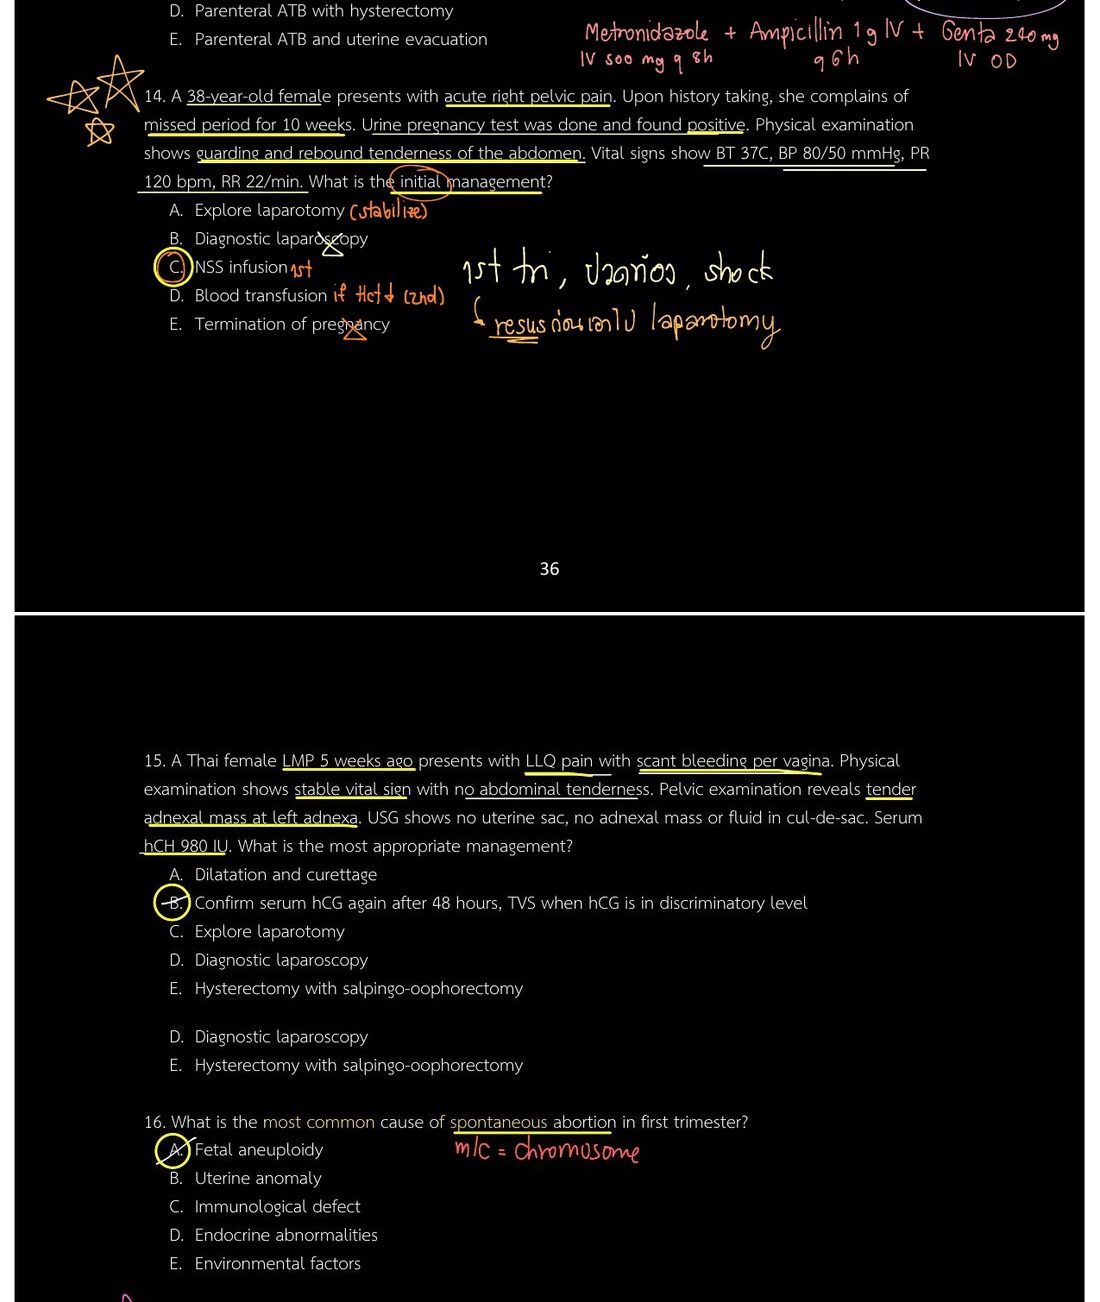 D. Parenteral ATB with hysterectomy
E. Parenteral ATB and uterine evacuation
Metronidazole + Ampicillin 1g IV + Genta 240 mg
IV 500 mg q 8h q 6h IV OD
14. A 38-year-old female presents with acute right pelvic pain. Upon history taking, she complains of
missed period for 10 weeks. Urine pregnancy test was done and found positive. Physical examination
shows guarding and rebound tenderness of the abdomen. Vital signs show BT 37C, BP 80/50 mmHg, PR
120 bpm, RR 22/min. What is the initial management?
A. Explore laparotomy (stabilize)
B. Diagnostic laparoscopy
C. NSS infusion 1st
D. Blood transfusion if Hct↓ (2nd)
E. Termination of pregnancy
1st tri, ปวดท้อง, shock
resus ก่อนเอาไป laparotomy
36
15. A Thai female LMP 5 weeks ago presents with LLQ pain with scant bleeding per vagina. Physical
examination shows stable vital sign with no abdominal tenderness. Pelvic examination reveals tender
adnexal mass at left adnexa. USG shows no uterine sac, no adnexal mass or fluid in cul-de-sac. Serum
hCH 980 IU. What is the most appropriate management?
A. Dilatation and curettage
B. Confirm serum hCG again after 48 hours, TVS when hCG is in discriminatory level
C. Explore laparotomy
D. Diagnostic laparoscopy
E. Hysterectomy with salpingo-oophorectomy
D. Diagnostic laparoscopy
E. Hysterectomy with salpingo-oophorectomy
16. What is the most common cause of spontaneous abortion in first trimester?
A. Fetal aneuploidy m/c = chromosome
B. Uterine anomaly
C. Immunological defect
D. Endocrine abnormalities
E. Environmental factors